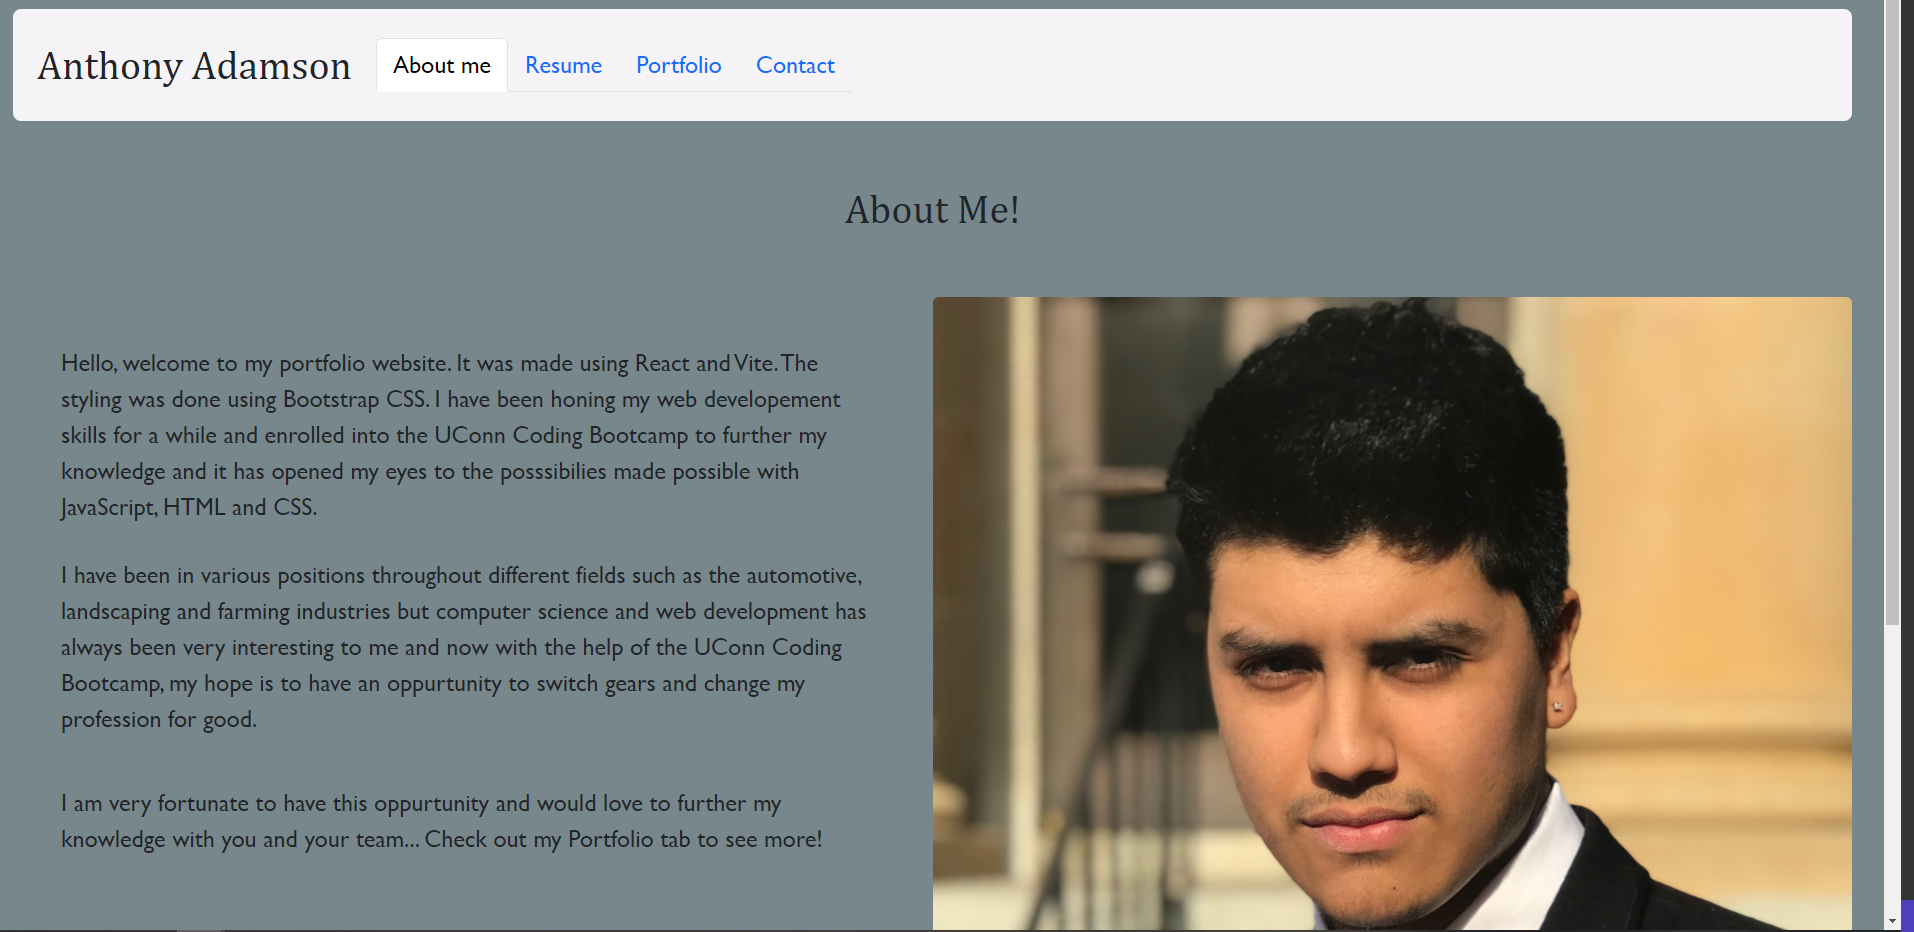 Anthony Adamson
About me Resume Portfolio Contact
About Me!
Hello, welcome to my portfolio website. It was made using React and Vite. The
styling was done using Bootstrap CSS. I have been honing my web developement
skills for a while and enrolled into the UConn Coding Bootcamp to further my
knowledge and it has opened my eyes to the posssibilies made possible with
JavaScript, HTML and CSS.
I have been in various positions throughout different fields such as the automotive,
landscaping and farming industries but computer science and web development has
always been very interesting to me and now with the help of the UConn Coding
Bootcamp, my hope is to have an oppurtunity to switch gears and change my
profession for good.
I am very fortunate to have this oppurtunity and would love to further my
knowledge with you and your team... Check out my Portfolio tab to see more!